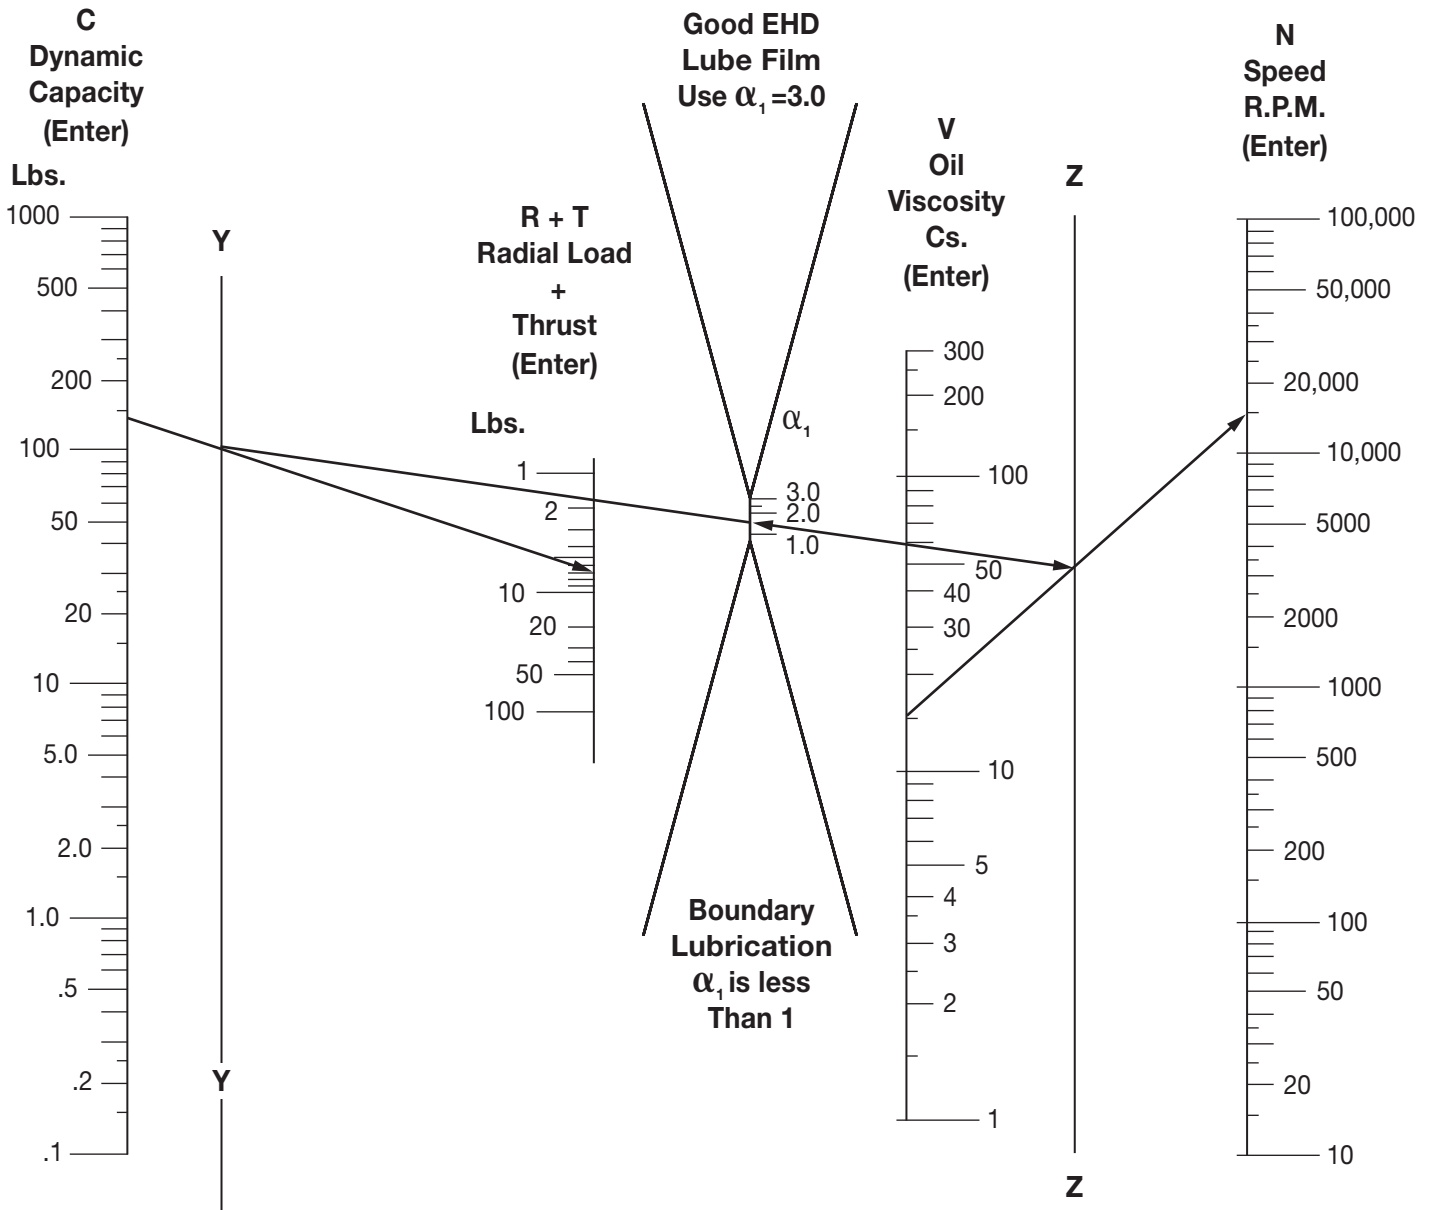 C
Dynamic
Capacity
(Enter)
Lbs.
1000
500
200
100
50
20
10
5.0
2.0
1.0
.5
.2
.1
Y
Y
R + T
Radial Load
+
Thrust
(Enter)
Lbs.
1
2
10
20
50
100
Good EHD
Lube Film
Use α₁ =3.0
α₁
3.0
2.0
1.0
Boundary
Lubrication
α₁ is less
Than 1
V
Oil
Viscosity
Cs.
(Enter)
300
200
100
50
40
30
10
5
4
3
2
1
Z
Z
N
Speed
R.P.M.
(Enter)
100,000
50,000
20,000
10,000
5000
2000
1000
500
200
100
50
20
10